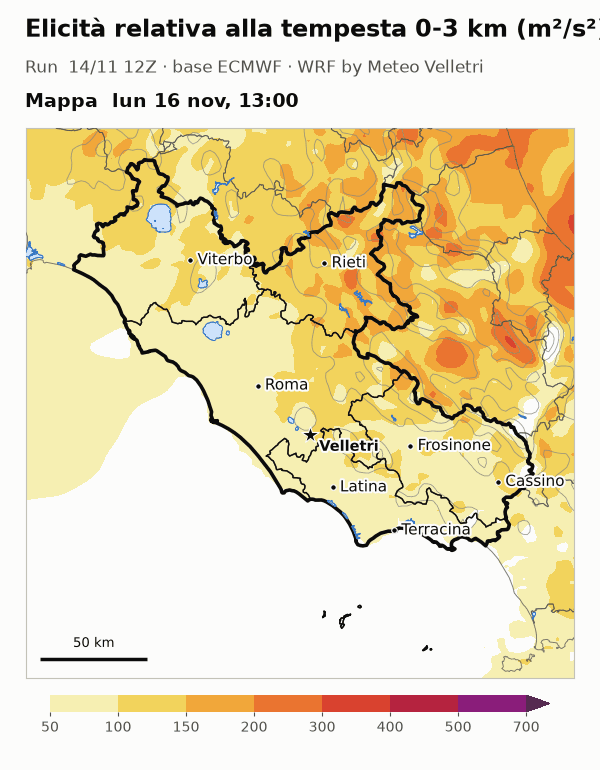 Elicità relativa alla tempesta 0-3 km (m²/s²)
Run 14/11 12Z · base ECMWF · WRF by Meteo Velletri
Mappa lun 16 nov, 13:00
Viterbo
Rieti
Roma
Velletri
Frosinone
Cassino
Latina
Terracina
50 km
50 100 150 200 300 400 500 700